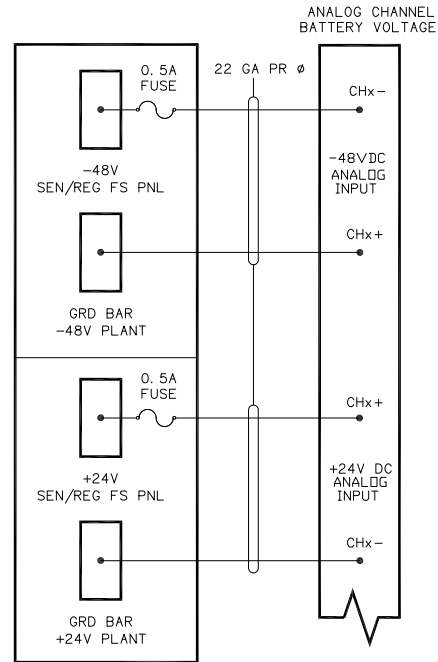 ANALOG CHANNEL
BATTERY VOLTAGE
0.5A
FUSE
22 GA PR ø
CHx-
-48V
SEN/REG FS PNL
-48VDC
ANALOG
INPUT
CHx+
GRD BAR
-48V PLANT
0.5A
FUSE
CHx+
+24V
SEN/REG FS PNL
+24V DC
ANALOG
INPUT
CHx-
GRD BAR
+24V PLANT